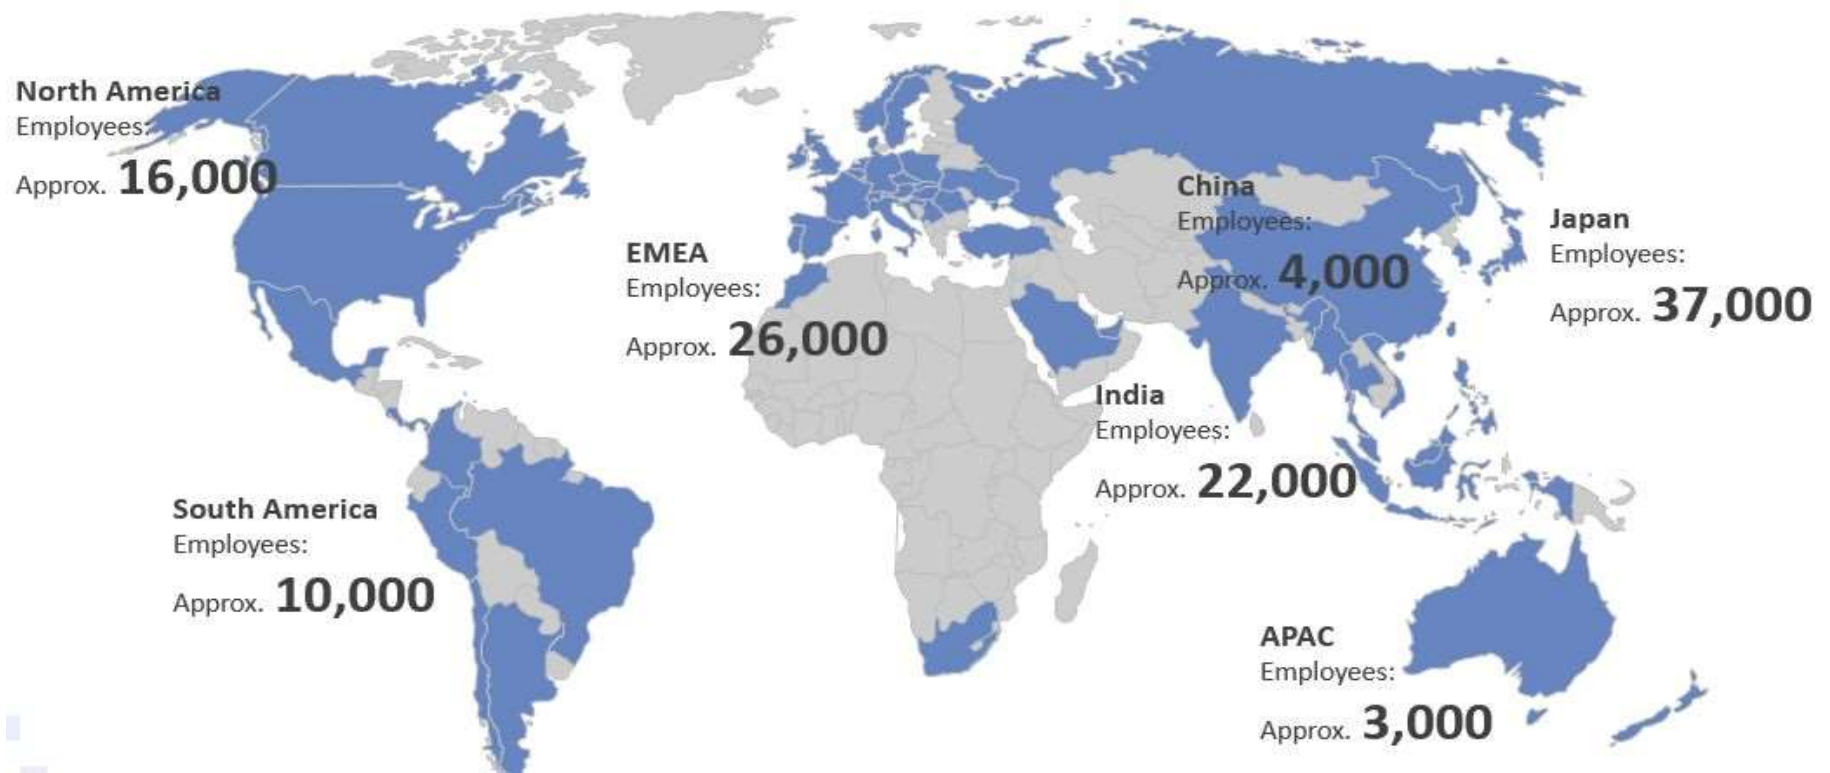 North America
Employees:
Approx. 16,000
EMEA
Employees:
Approx. 26,000
China
Employees:
Approx. 4,000
Japan
Employees:
Approx. 37,000
India
Employees:
Approx. 22,000
South America
Employees:
Approx. 10,000
APAC
Employees:
Approx. 3,000